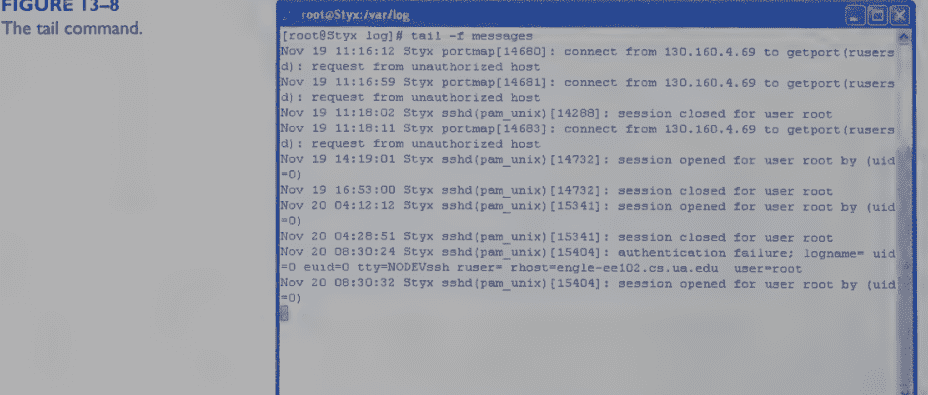 FIGURE 13–8
The tail command.
root@Styx:/var/log
[root@Styx log]# tail -f messages
Nov 19 11:16:12 Styx portmap[14680]: connect from 130.160.4.69 to getport(rusers
d): request from unauthorized host
Nov 19 11:16:59 Styx portmap[14681]: connect from 130.160.4.69 to getport(rusers
d): request from unauthorized host
Nov 19 11:18:02 Styx sshd(pam_unix)[14288]: session closed for user root
Nov 19 11:18:11 Styx portmap[14683]: connect from 130.160.4.69 to getport(rusers
d): request from unauthorized host
Nov 19 14:19:01 Styx sshd(pam_unix)[14732]: session opened for user root by (uid
=0)
Nov 19 16:53:00 Styx sshd(pam_unix)[14732]: session closed for user root
Nov 20 04:12:12 Styx sshd(pam_unix)[15341]: session opened for user root by (uid
=0)
Nov 20 04:28:51 Styx sshd(pam_unix)[15341]: session closed for user root
Nov 20 08:30:24 Styx sshd(pam_unix)[15404]: authentication failure; logname= uid
=0 euid=0 tty=NODEVssh ruser= rhost=engle-ee102.cs.ua.edu  user=root
Nov 20 08:30:32 Styx sshd(pam_unix)[15404]: session opened for user root by (uid
=0)